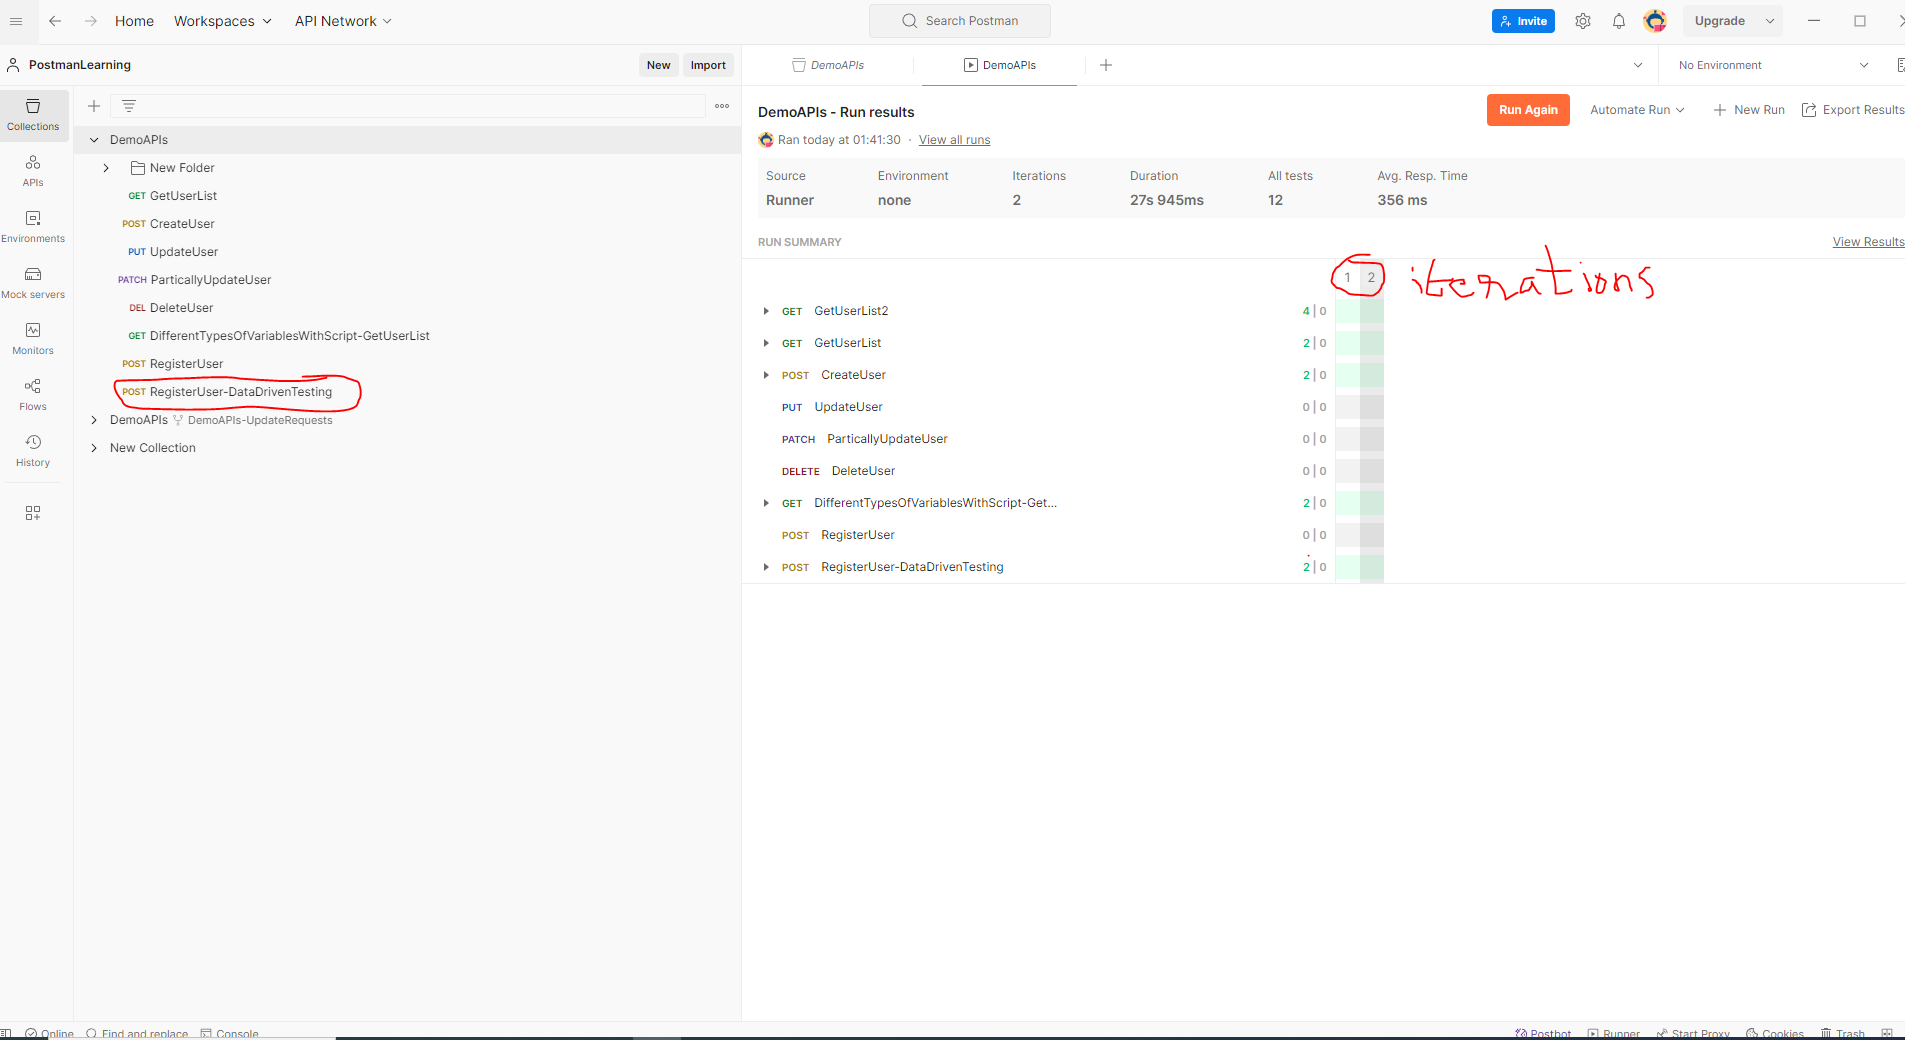 Home Workspaces API Network Search Postman Invite Upgrade
PostmanLearning New Import DemoAPIs DemoAPIs No Environment
Collections
APIs
Environments
Mock servers
Monitors
Flows
History
DemoAPIs
New Folder
GET GetUserList
POST CreateUser
PUT UpdateUser
PATCH ParticallyUpdateUser
DEL DeleteUser
GET DifferentTypesOfVariablesWithScript-GetUserList
POST RegisterUser
POST RegisterUser-DataDrivenTesting
DemoAPIs DemoAPIs-UpdateRequests
New Collection
DemoAPIs - Run results Run Again Automate Run New Run Export Results
Ran today at 01:41:30 · View all runs
Source Environment Iterations Duration All tests Avg. Resp. Time
Runner none 2 27s 945ms 12 356 ms
RUN SUMMARY View Results
1 2 iterations
GET GetUserList2 4 | 0
GET GetUserList 2 | 0
POST CreateUser 2 | 0
PUT UpdateUser 0 | 0
PATCH ParticallyUpdateUser 0 | 0
DELETE DeleteUser 0 | 0
GET DifferentTypesOfVariablesWithScript-Get... 2 | 0
POST RegisterUser 0 | 0
POST RegisterUser-DataDrivenTesting 2 | 0
Online Find and replace Console Postbot Runner Start Proxy Cookies Trash